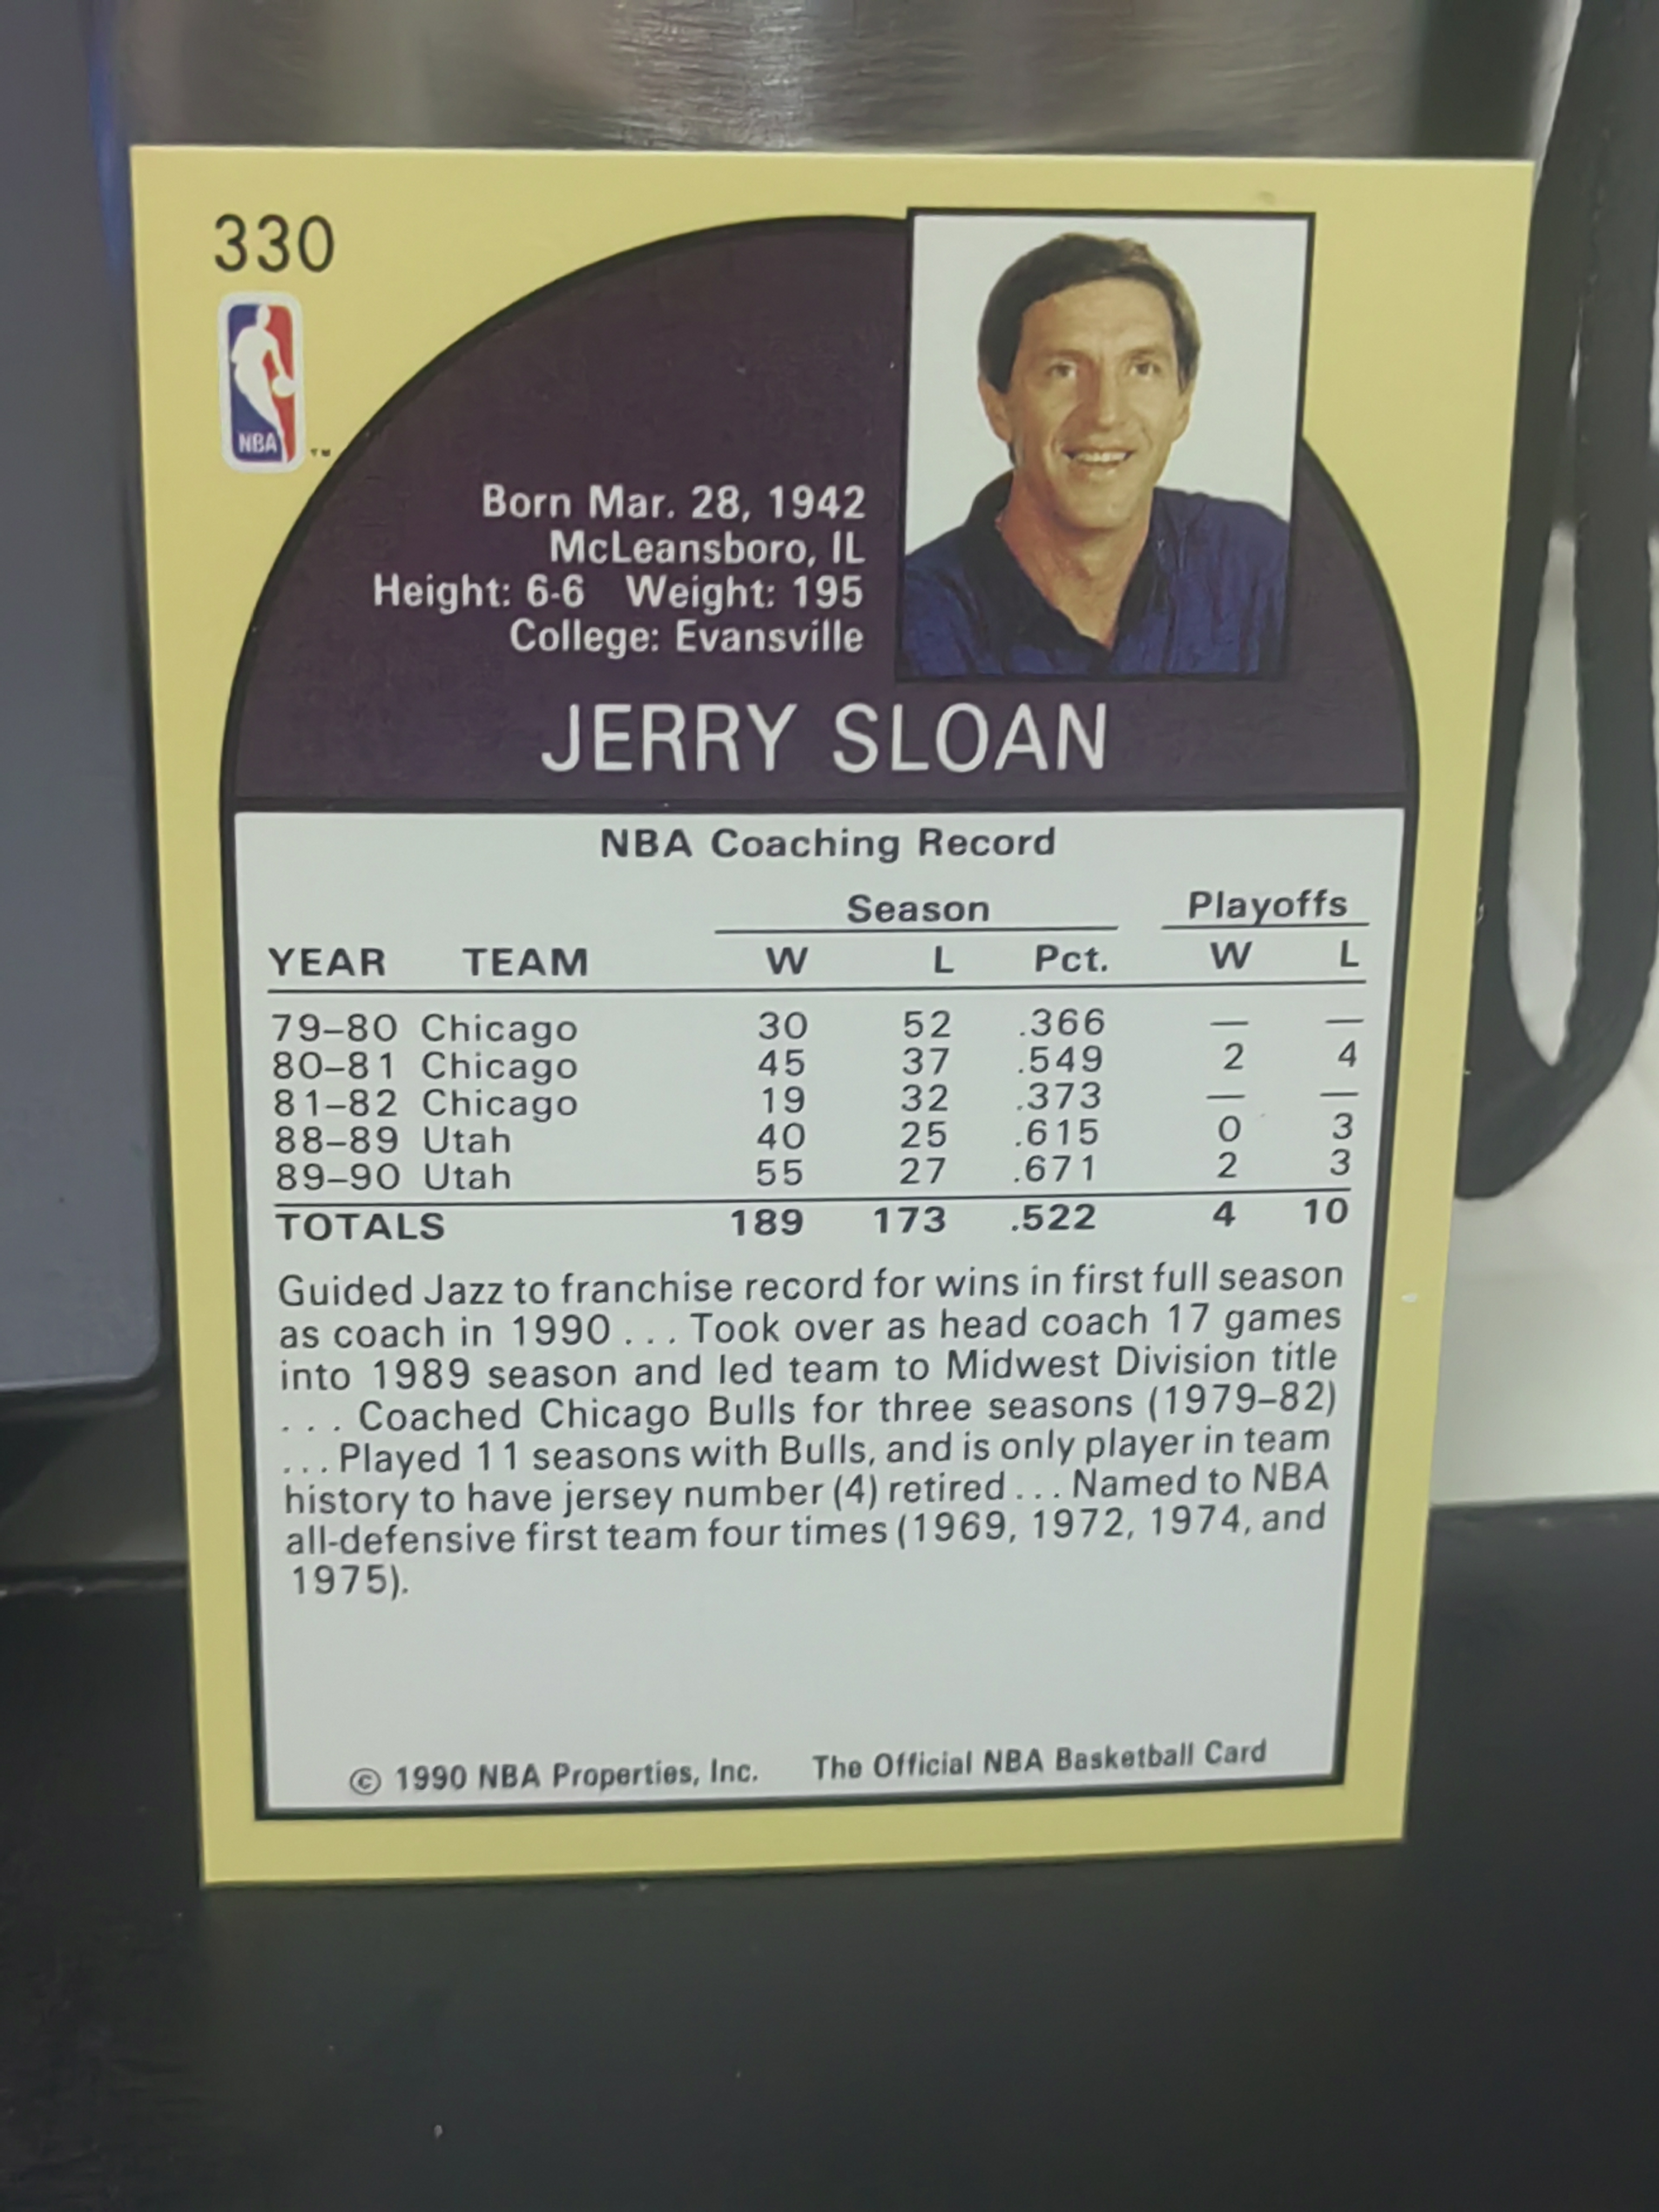 330
NBA
TM
Born Mar. 28, 1942
McLeansboro, IL
Height: 6-6 Weight: 195
College: Evansville
JERRY SLOAN
NBA Coaching Record
Season Playoffs
YEAR TEAM W L Pct. W L
79–80 Chicago 30 52 .366 — —
80–81 Chicago 45 37 .549 2 4
81–82 Chicago 19 32 .373 — —
88–89 Utah 40 25 .615 0 3
89–90 Utah 55 27 .671 2 3
TOTALS 189 173 .522 4 10
Guided Jazz to franchise record for wins in first full season
as coach in 1990 . . . Took over as head coach 17 games
into 1989 season and led team to Midwest Division title
. . . Coached Chicago Bulls for three seasons (1979–82)
. . . Played 11 seasons with Bulls, and is only player in team
history to have jersey number (4) retired . . . Named to NBA
all-defensive first team four times (1969, 1972, 1974, and
1975).
© 1990 NBA Properties, Inc. The Official NBA Basketball Card